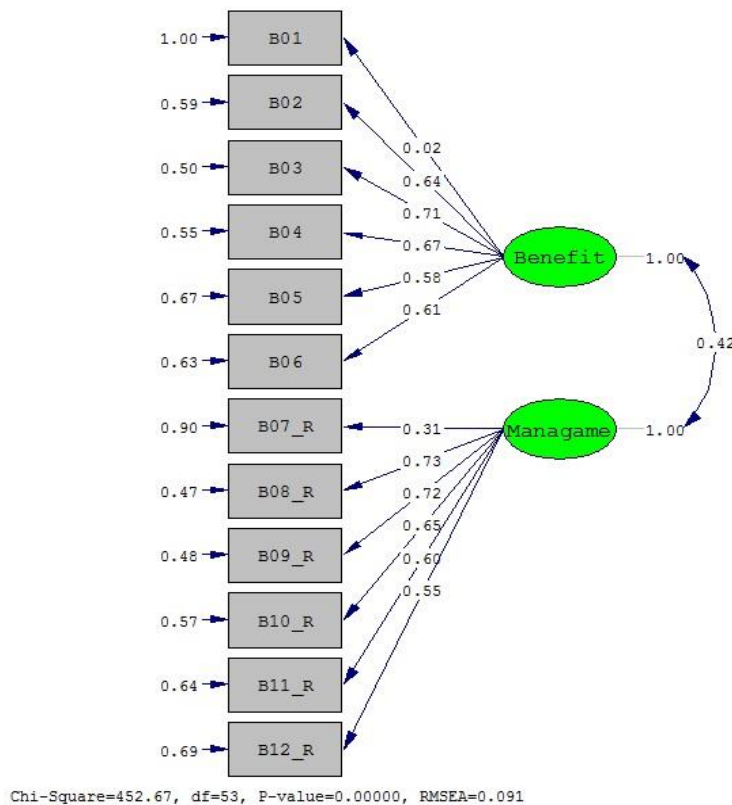 1.00 B01
0.59 B02
0.50 B03
0.55 B04
0.67 B05
0.63 B06
0.90 B07_R
0.47 B08_R
0.48 B09_R
0.57 B10_R
0.64 B11_R
0.69 B12_R
0.02
0.64
0.71
0.67
0.58
0.61
0.31
0.73
0.72
0.65
0.60
0.55
Benefit 1.00
Managame 1.00
0.42
Chi-Square=452.67, df=53, P-value=0.00000, RMSEA=0.091